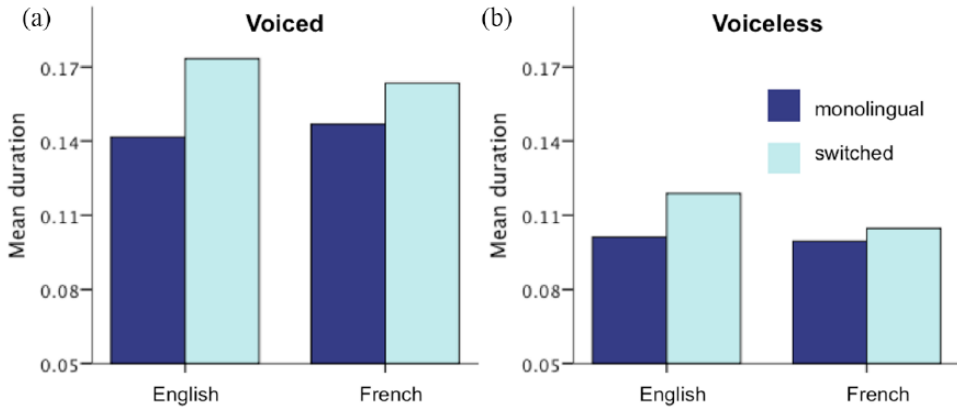 (a)
Voiced
Mean duration
0.17
0.14
0.11
0.08
0.05
English
French
(b)
Voiceless
Mean duration
0.17
0.14
0.11
0.08
0.05
monolingual
switched
English
French